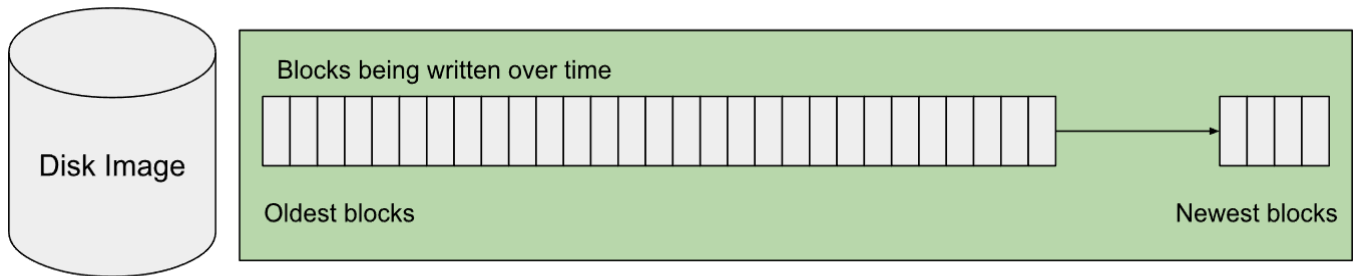 Disk Image
Blocks being written over time
Oldest blocks
Newest blocks